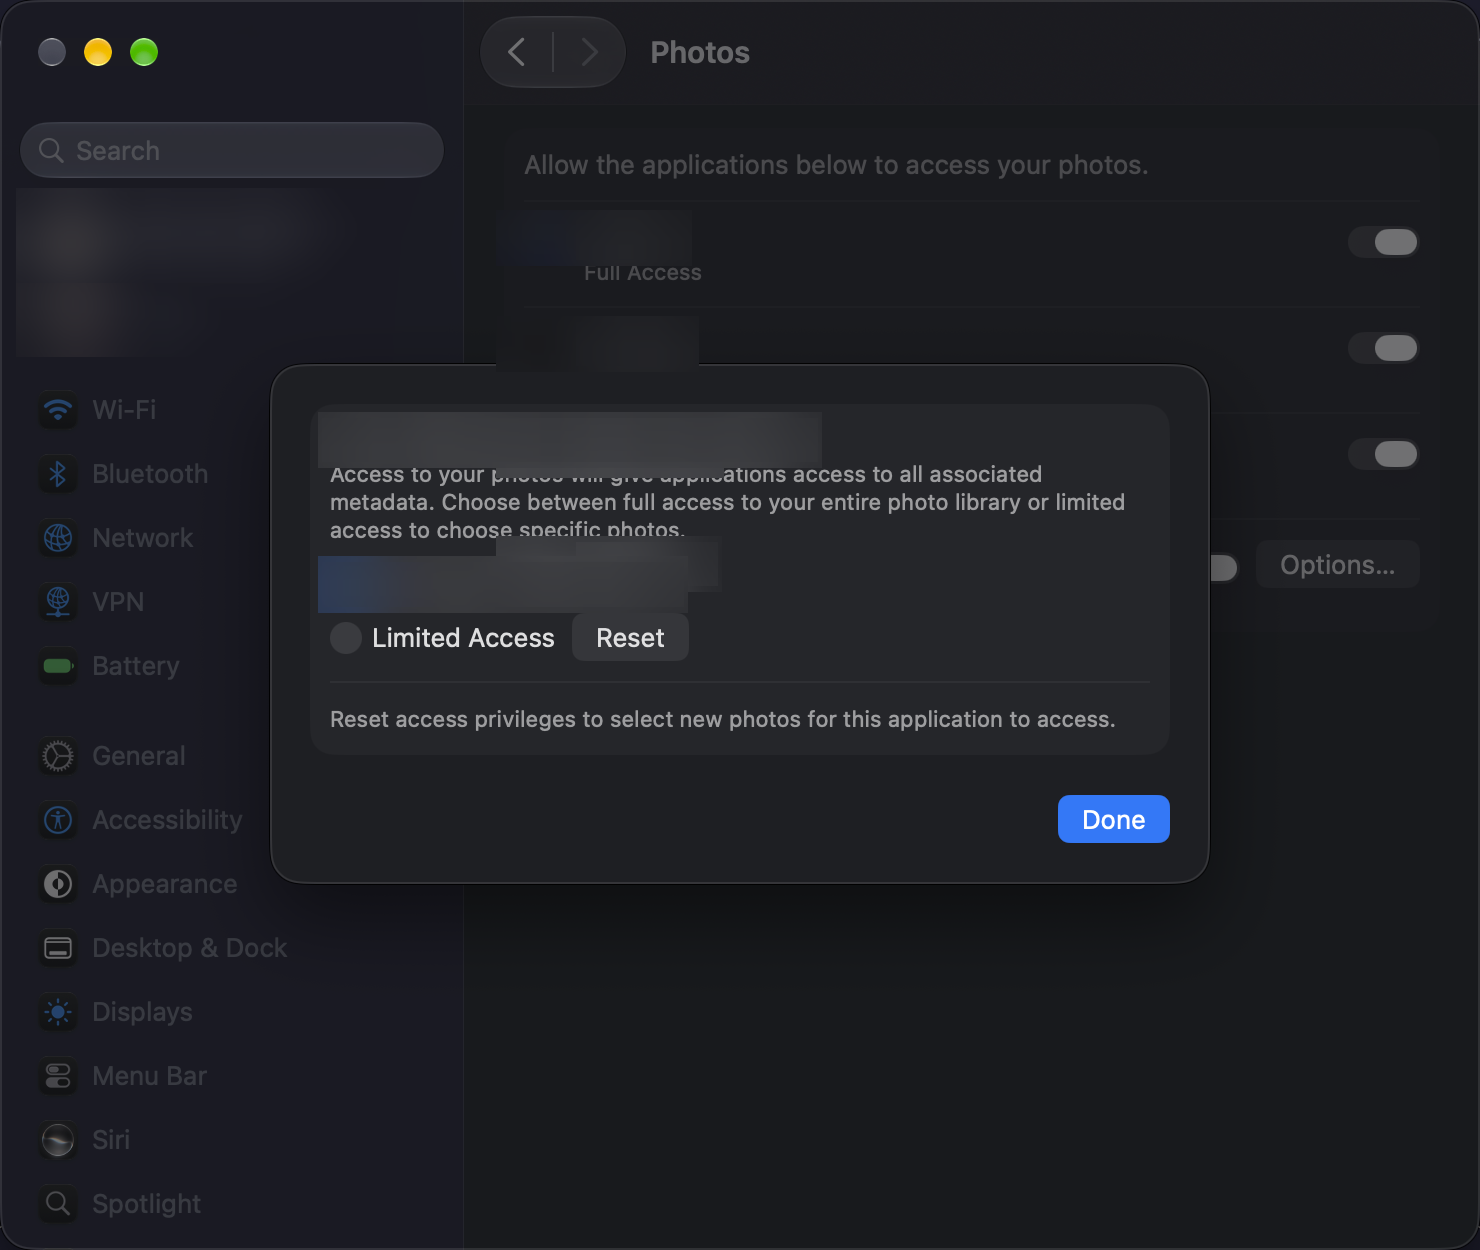 Photos
Search
Allow the applications below to access your photos.
Full Access
Wi-Fi
Bluetooth
Network
VPN
Battery
General
Accessibility
Appearance
Desktop & Dock
Displays
Menu Bar
Siri
Spotlight
Access to your photos will give applications access to all associated
metadata. Choose between full access to your entire photo library or limited
access to choose specific photos.
Options...
Limited Access
Reset
Reset access privileges to select new photos for this application to access.
Done